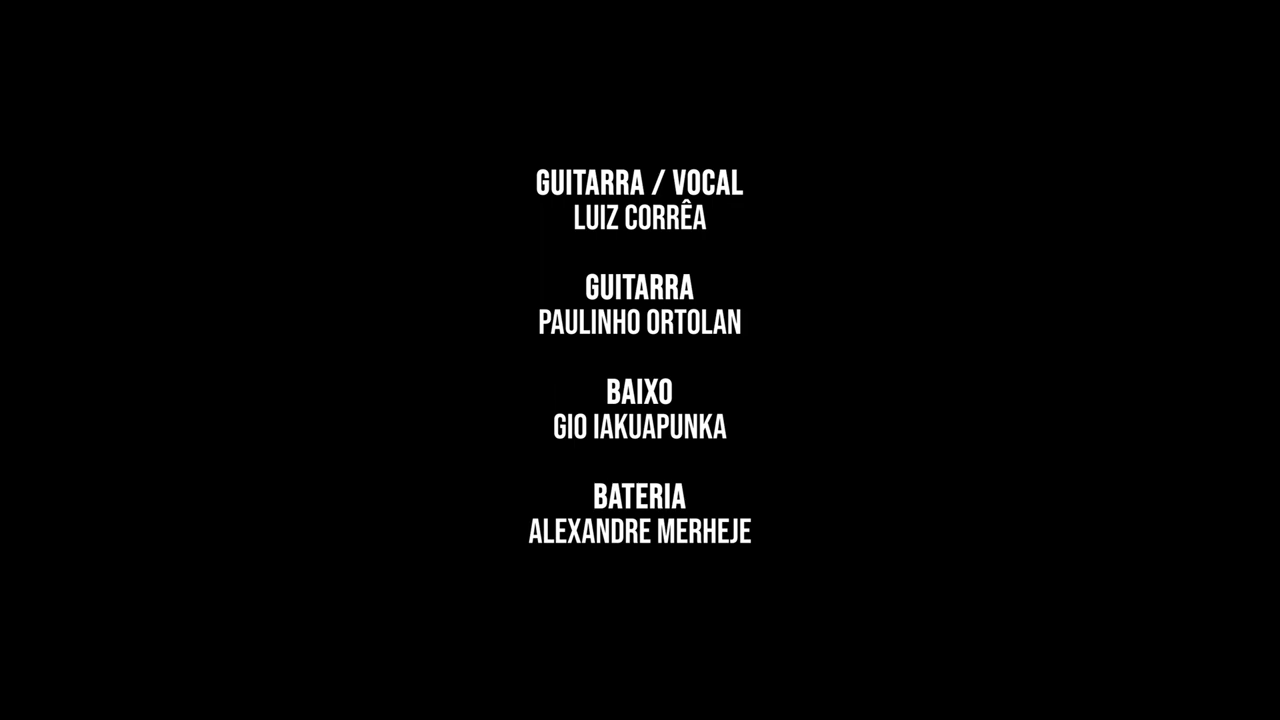 GUITARRA / VOCAL
LUIZ CORRÊA
GUITARRA
PAULINHO ORTOLAN
BAIXO
GIO IAKUAPUNKA
BATERIA
ALEXANDRE MERHEJE